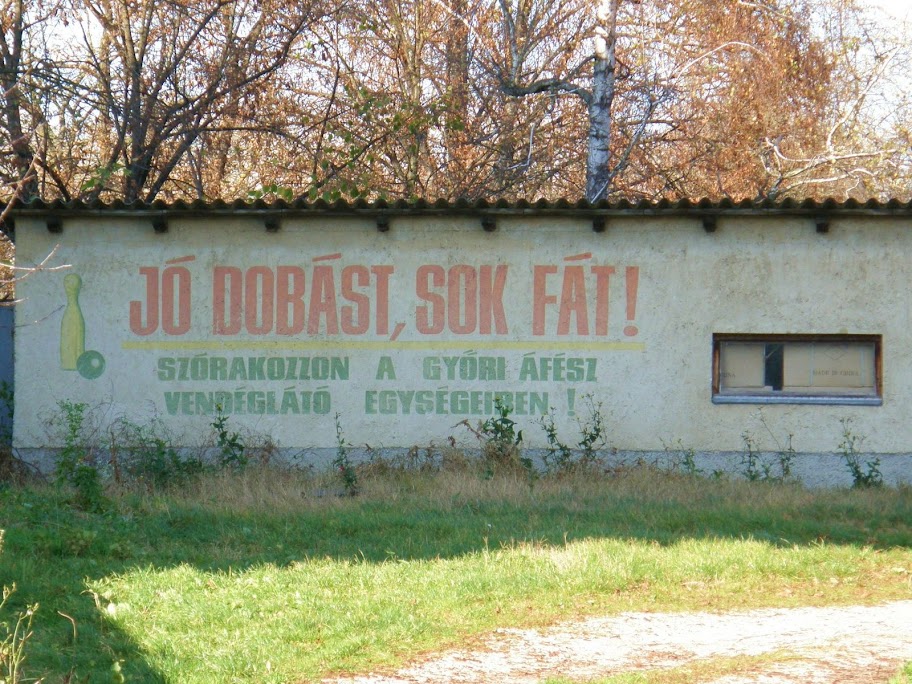 JÓ DOBÁST, SOK FÁT!
SZÓRAKOZZON A GYŐRI ÁFÉSZ
VENDÉGLÁTÓ EGYSÉGEIBEN !